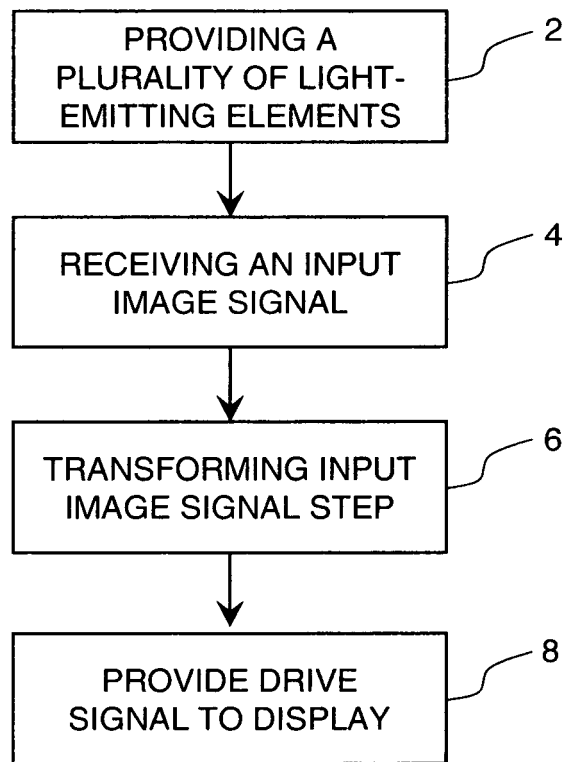 PROVIDING A
PLURALITY OF LIGHT-
EMITTING ELEMENTS
2
RECEIVING AN INPUT
IMAGE SIGNAL
4
TRANSFORMING INPUT
IMAGE SIGNAL STEP
6
PROVIDE DRIVE
SIGNAL TO DISPLAY
8